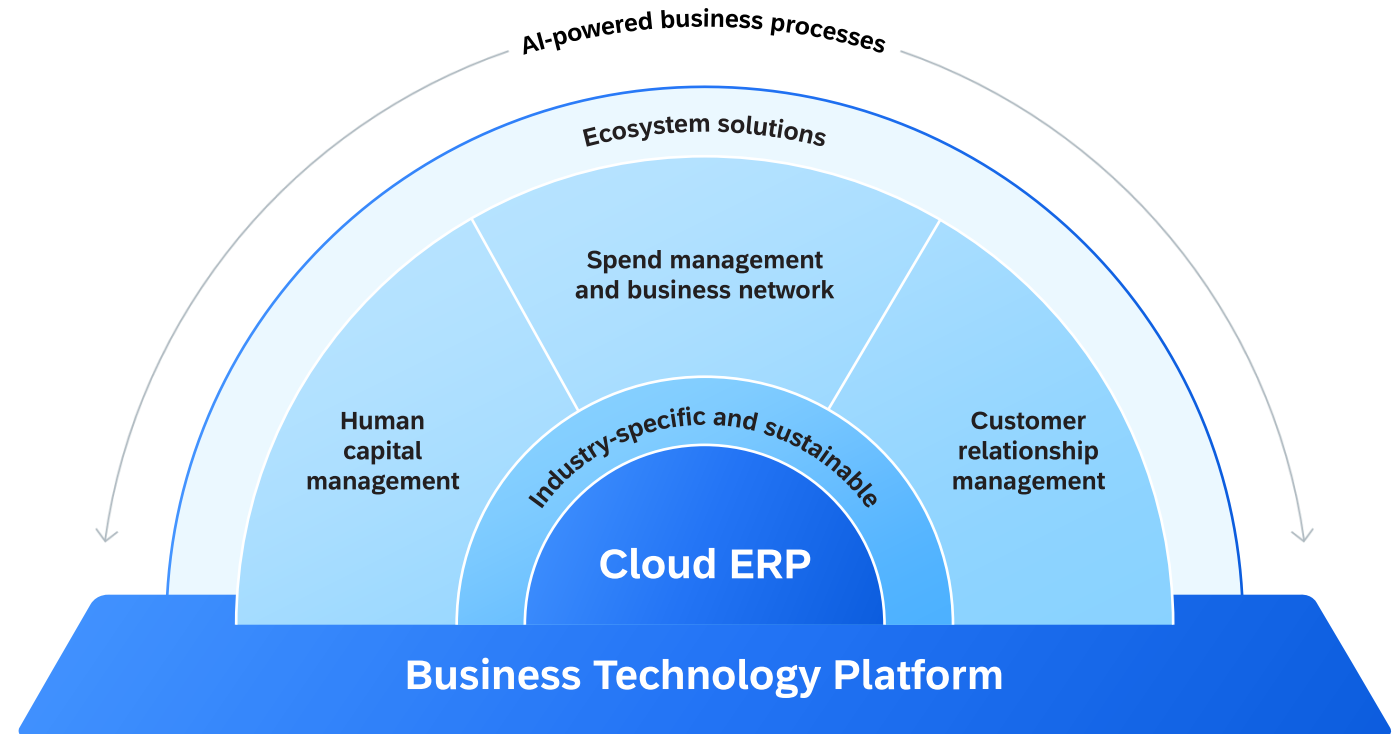 AI-powered business processes
Ecosystem solutions
Spend management
and business network
Human
capital
management
Customer
relationship
management
Industry-specific and sustainable
Cloud ERP
Business Technology Platform